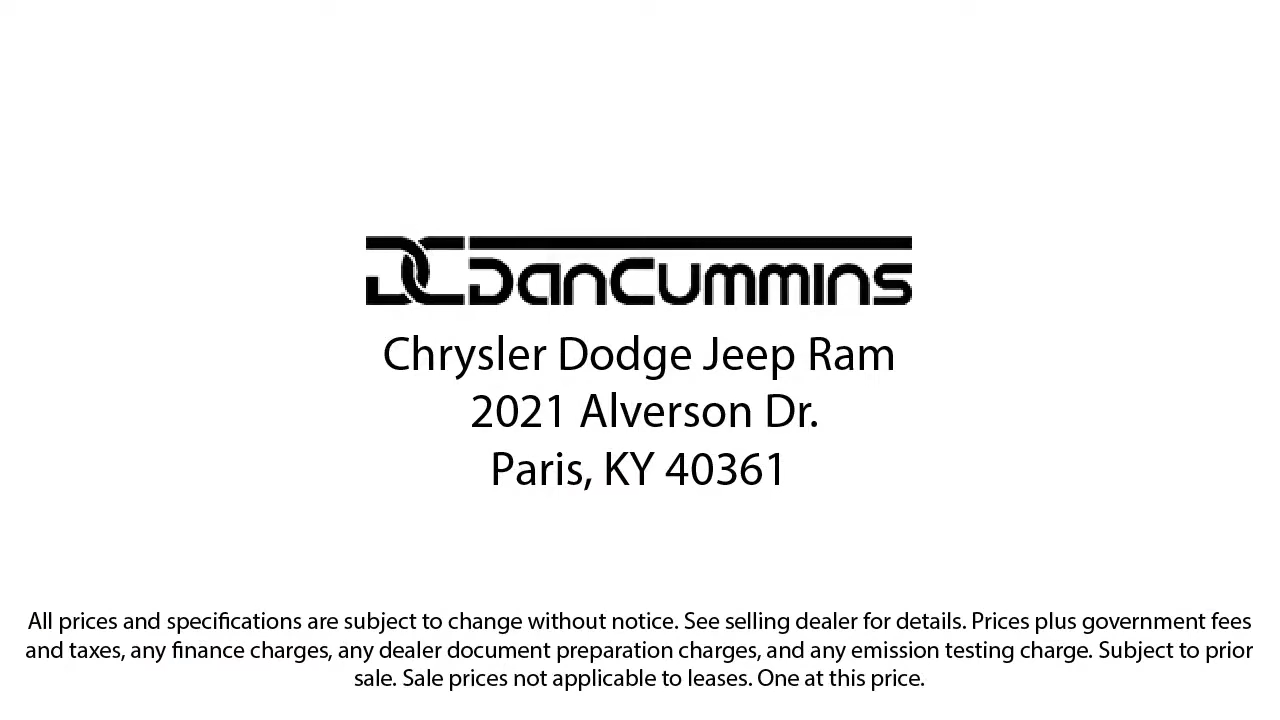 DC DanCummins
Chrysler Dodge Jeep Ram
2021 Alverson Dr.
Paris, KY 40361
All prices and specifications are subject to change without notice. See selling dealer for details. Prices plus government fees
and taxes, any finance charges, any dealer document preparation charges, and any emission testing charge. Subject to prior
sale. Sale prices not applicable to leases. One at this price.